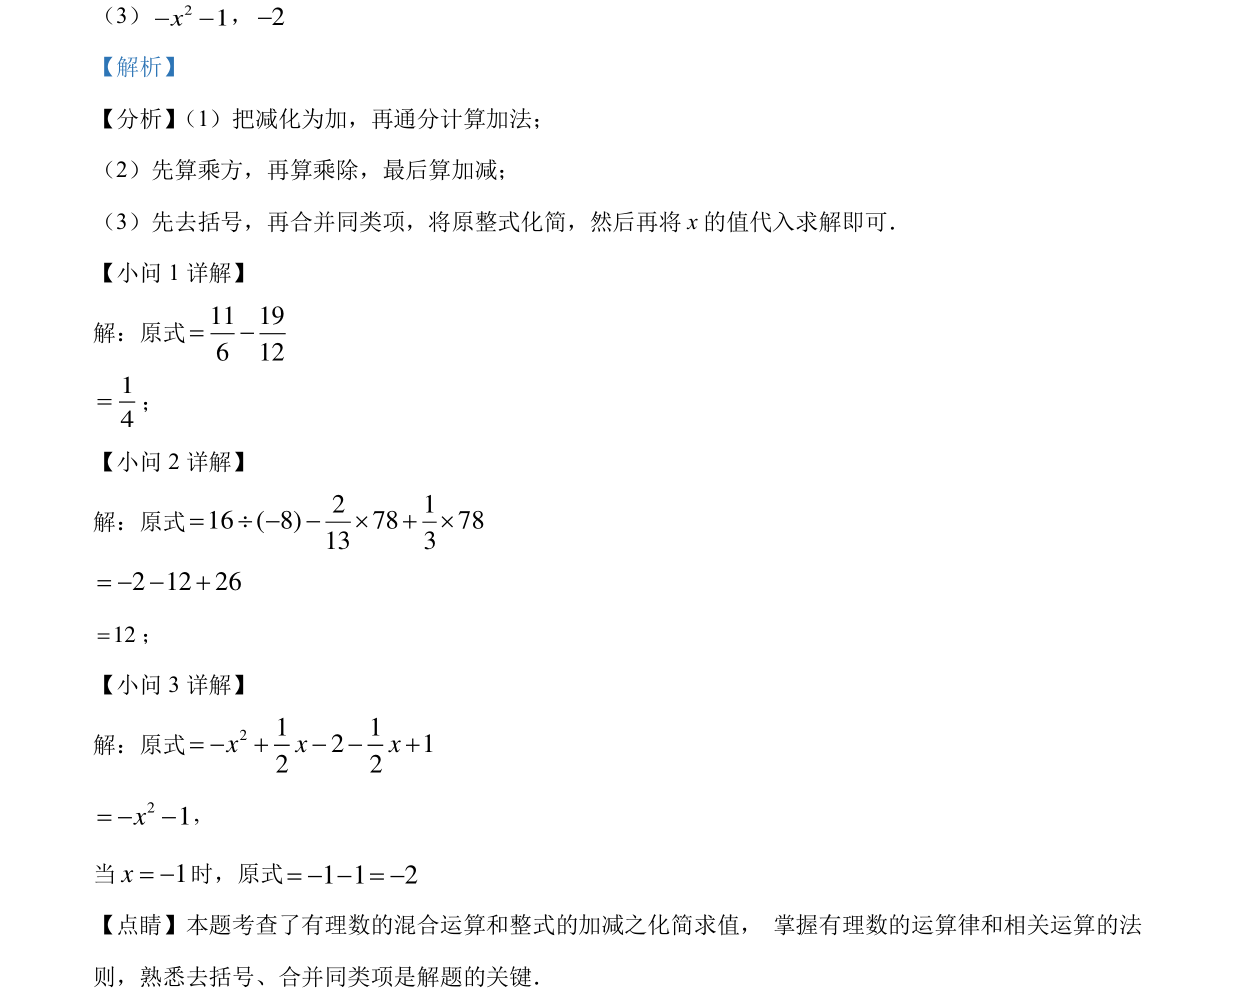 （3）−x² −1，−2
【解析】
【分析】（1）把减化为加，再通分计算加法；
（2）先算乘方，再算乘除，最后算加减；
（3）先去括号，再合并同类项，将原整式化简，然后再将 x 的值代入求解即可．
【小问 1 详解】
解：原式 = 11/6 − 19/12
= 1/4；
【小问 2 详解】
解：原式 = 16 ÷ (−8) − 2/13 × 78 + 1/3 × 78
= −2 − 12 + 26
= 12；
【小问 3 详解】
解：原式 = −x² + 1/2 x − 2 − 1/2 x + 1
= −x² − 1，
当 x = −1 时，原式 = −1 − 1 = −2
【点睛】本题考查了有理数的混合运算和整式的加减之化简求值， 掌握有理数的运算律和相关运算的法
则，熟悉去括号、合并同类项是解题的关键．